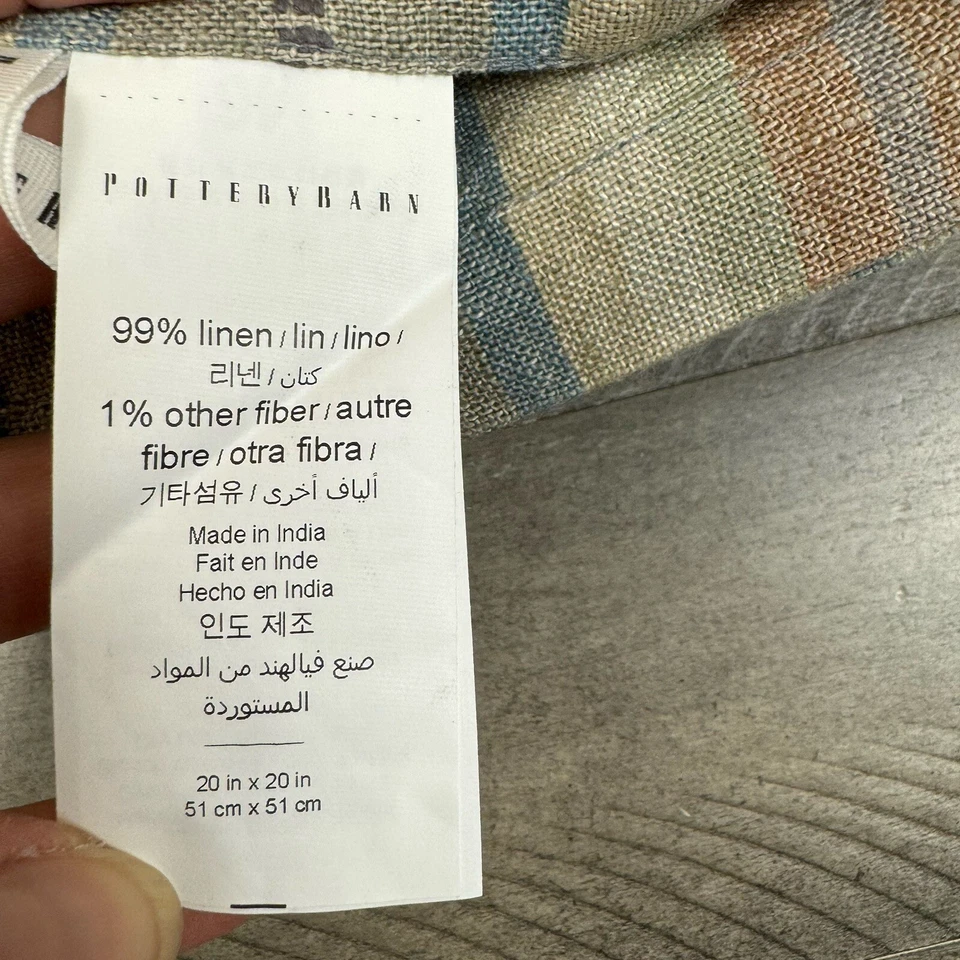 POTTERYBARN
99% linen / lin / lino /
리넨 / كتان
1% other fiber / autre
fibre / otra fibra /
기타섬유 / ألياف أخرى
Made in India
Fait en Inde
Hecho en India
인도 제조
صنع فيالهند من المواد
المستوردة
20 in x 20 in
51 cm x 51 cm